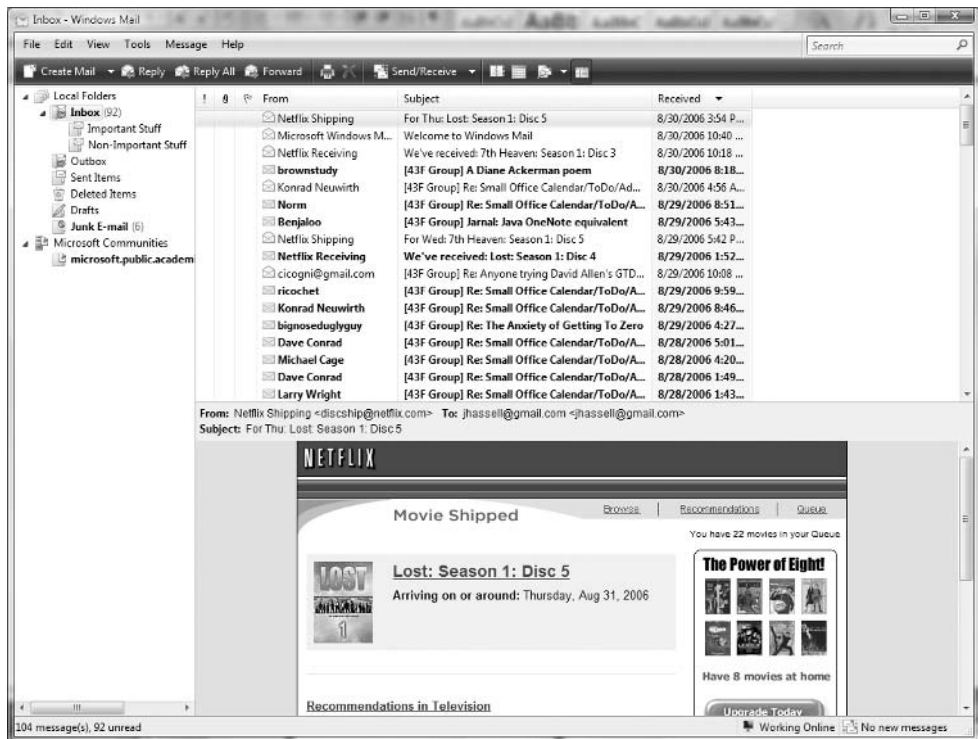 Inbox - Windows Mail
File Edit View Tools Message Help
Search
Create Mail Reply Reply All Forward Send/Receive
Local Folders
Inbox (92)
Important Stuff
Non-Important Stuff
Outbox
Sent Items
Deleted Items
Drafts
Junk E-mail (6)
Microsoft Communities
microsoft.public.academ
! From Subject Received
Netflix Shipping For Thu: Lost: Season 1: Disc 5 8/30/2006 3:54 P...
Microsoft Windows M... Welcome to Windows Mail 8/30/2006 10:40 ...
Netflix Receiving We've received: 7th Heaven: Season 1: Disc 3 8/30/2006 10:18 ...
brownstudy [43F Group] A Diane Ackerman poem 8/30/2006 8:18...
Konrad Neuwirth [43F Group] Re: Small Office Calendar/ToDo/Ad... 8/30/2006 4:56 A...
Norm [43F Group] Re: Small Office Calendar/ToDo/A... 8/29/2006 8:51...
Benjaloo [43F Group] Jarnal: Java OneNote equivalent 8/29/2006 5:43...
Netflix Shipping For Wed: 7th Heaven: Season 1: Disc 5 8/29/2006 5:42 P...
Netflix Receiving We've received: Lost: Season 1: Disc 4 8/29/2006 1:52...
cicogni@gmail.com [43F Group] Re: Anyone trying David Allen's GTD... 8/29/2006 10:08 ...
ricochet [43F Group] Re: Small Office Calendar/ToDo/A... 8/29/2006 9:59...
Konrad Neuwirth [43F Group] Re: Small Office Calendar/ToDo/A... 8/29/2006 8:46...
bignoseduglyguy [43F Group] Re: The Anxiety of Getting To Zero 8/29/2006 4:27...
Dave Conrad [43F Group] Re: Small Office Calendar/ToDo/A... 8/28/2006 5:01...
Michael Cage [43F Group] Re: Small Office Calendar/ToDo/A... 8/28/2006 4:20...
Dave Conrad [43F Group] Re: Small Office Calendar/ToDo/A... 8/28/2006 1:49...
Larry Wright [43F Group] Re: Small Office Calendar/ToDo/A... 8/28/2006 1:43...
From: Netflix Shipping <discship@netflix.com> To: jhassell@gmail.com <jhassell@gmail.com>
Subject: For Thu: Lost: Season 1: Disc 5
NETFLIX
Movie Shipped
Browse | Recommendations | Queue
You have 22 movies in your Queue
LOST
1
Lost: Season 1: Disc 5
Arriving on or around: Thursday, Aug 31, 2006
The Power of Eight!
Have 8 movies at home
Upgrade Today
Recommendations in Television
104 message(s), 92 unread
Working Online
No new messages